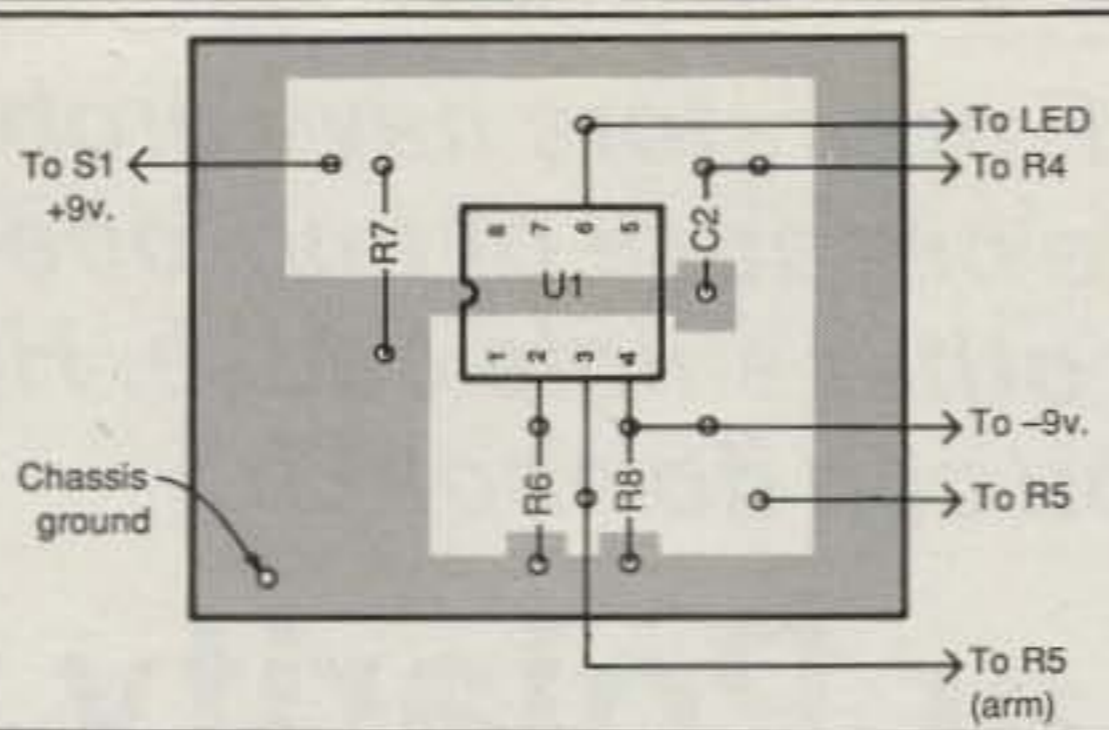 To LED
To S1
+9v.
To R4
R7
C2
8 7 6 5
U1
1 2 3 4
To –9v.
R6
R8
Chassis
ground
To R5
To R5
(arm)